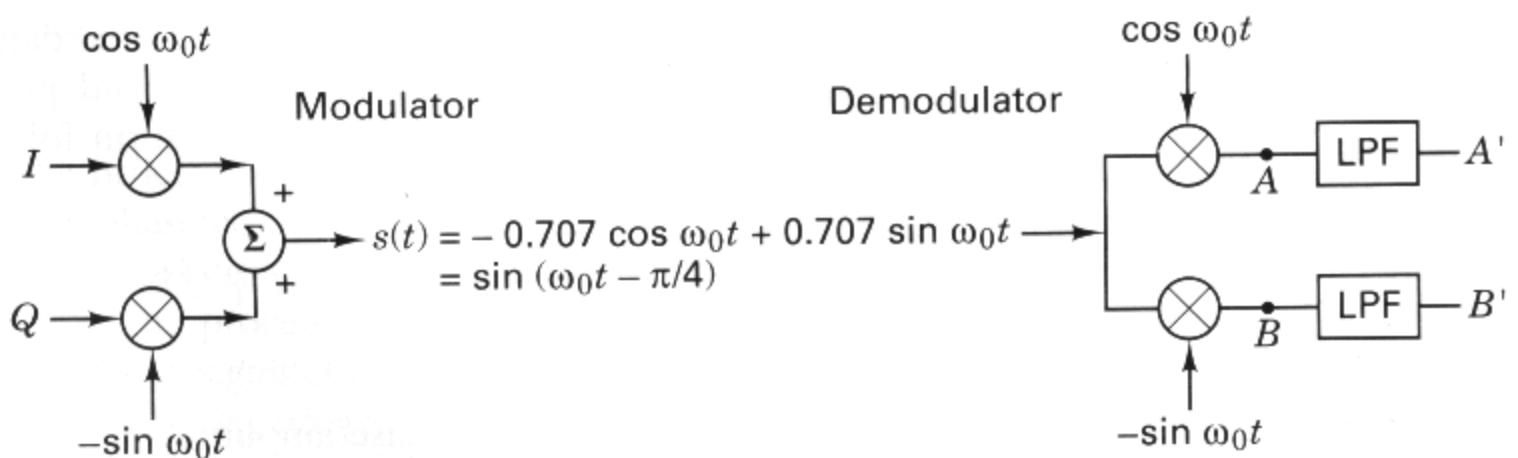 cos ω₀t
Modulator
I
+
Σ
s(t) = − 0.707 cos ω₀t + 0.707 sin ω₀t
= sin (ω₀t − π/4)
+
Q
−sin ω₀t
Demodulator
cos ω₀t
A
LPF
A'
B
LPF
B'
−sin ω₀t